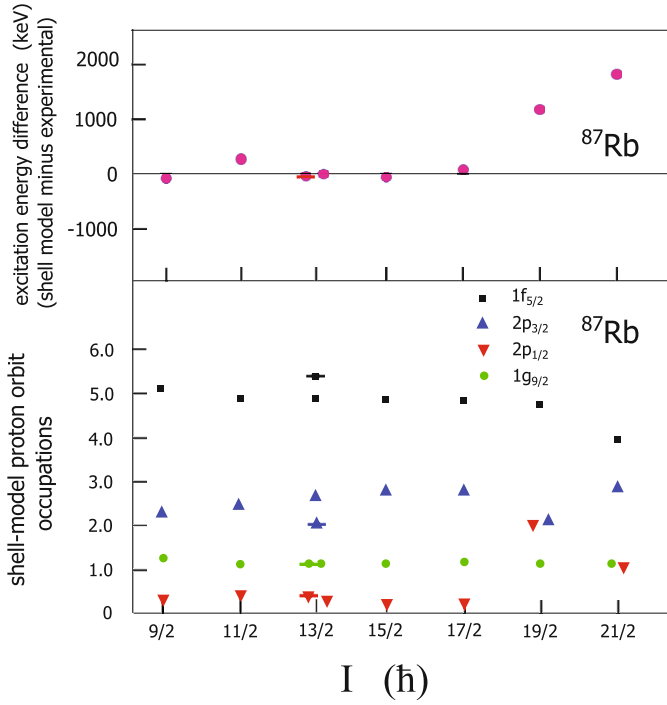 excitation energy difference (keV)
(shell model minus experimental)
2000
1000
0
-1000
⁸⁷Rb
shell-model proton orbit
occupations
6.0
5.0
4.0
3.0
2.0
1.0
0
1f₅/₂
2p₃/₂
2p₁/₂
1g₉/₂
⁸⁷Rb
9/2 11/2 13/2 15/2 17/2 19/2 21/2
I (ħ)